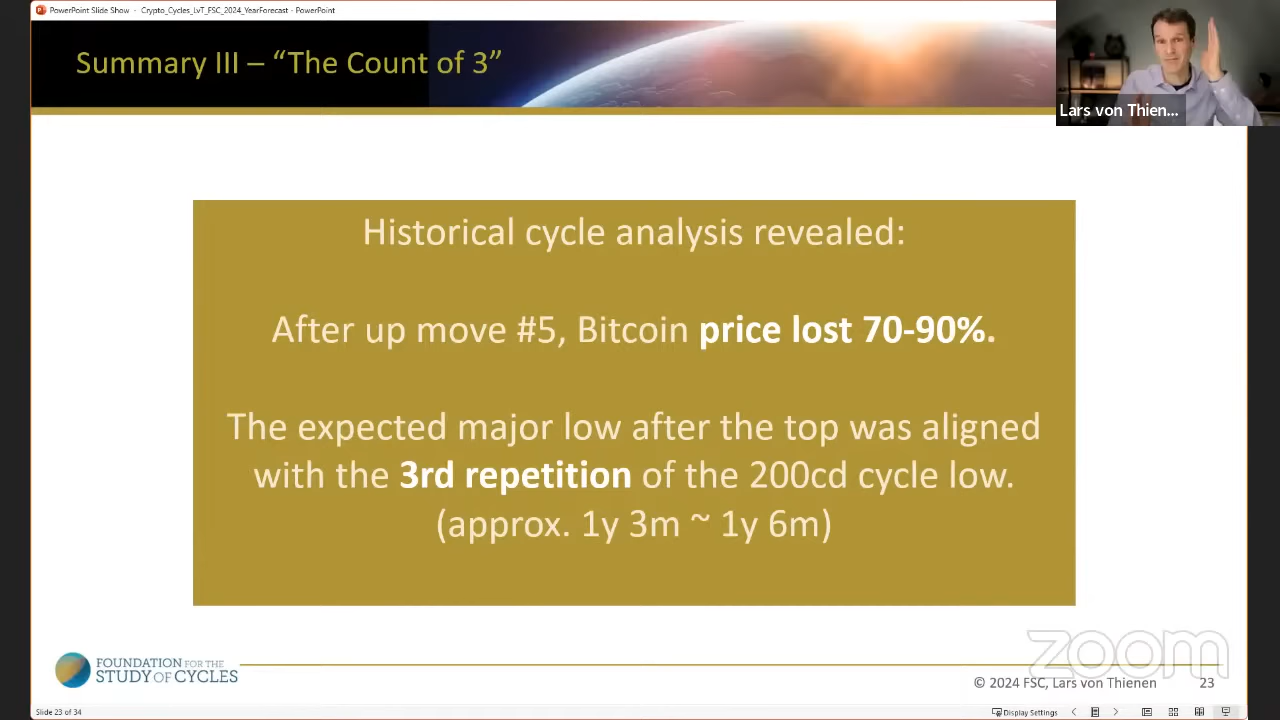 PowerPoint Slide Show - Crypto_Cycles_LvT_FSC_2024_YearForecast - PowerPoint
Summary III – “The Count of 3”
Lars von Thien...
Historical cycle analysis revealed:
After up move #5, Bitcoin price lost 70-90%.
The expected major low after the top was aligned
with the 3rd repetition of the 200cd cycle low.
(approx. 1y 3m ~ 1y 6m)
zoom
FOUNDATION FOR THE
STUDY OF CYCLES
© 2024 FSC, Lars von Thienen
23
Slide 23 of 34
Display Settings